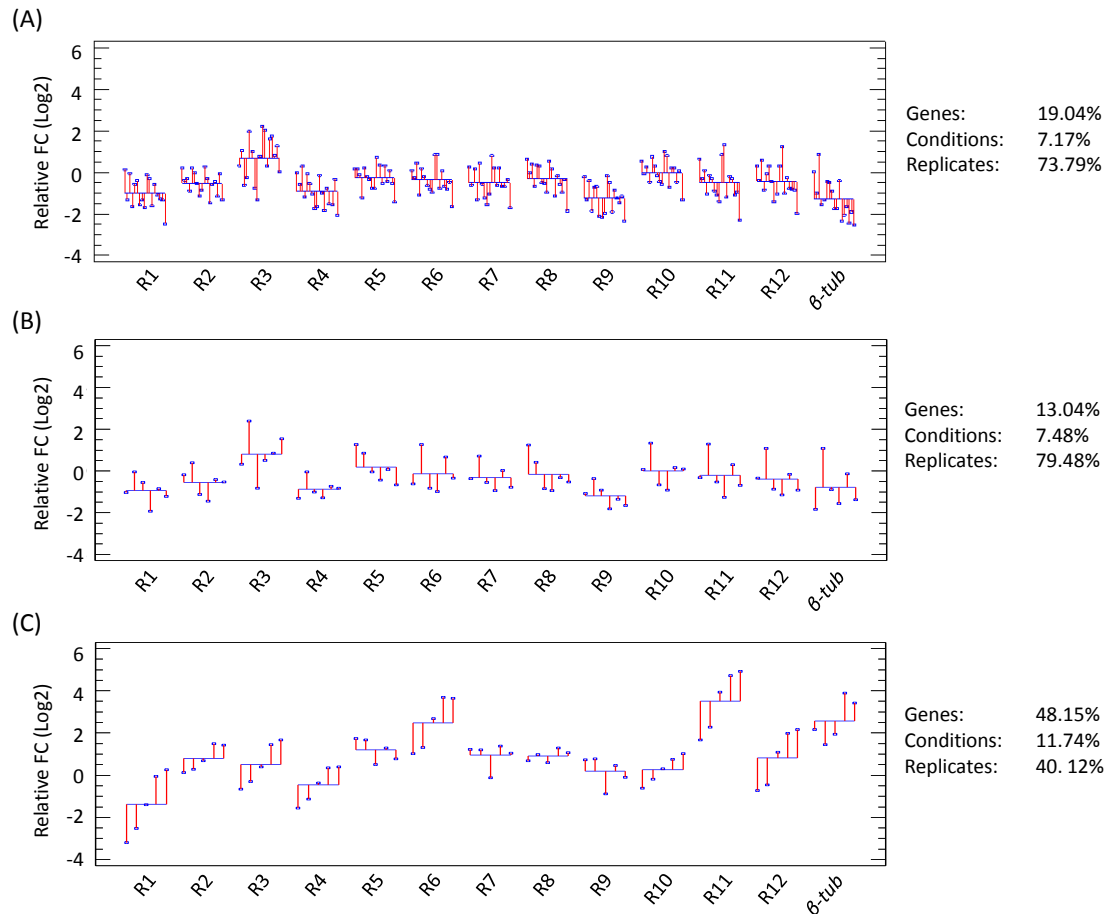 (A)
Relative FC (Log2)
6
4
2
0
-2
-4
R1 R2 R3 R4 R5 R6 R7 R8 R9 R10 R11 R12 β-tub
Genes: 19.04%
Conditions: 7.17%
Replicates: 73.79%
(B)
Relative FC (Log2)
6
4
2
0
-2
-4
R1 R2 R3 R4 R5 R6 R7 R8 R9 R10 R11 R12 β-tub
Genes: 13.04%
Conditions: 7.48%
Replicates: 79.48%
(C)
Relative FC (Log2)
6
4
2
0
-2
-4
R1 R2 R3 R4 R5 R6 R7 R8 R9 R10 R11 R12 β-tub
Genes: 48.15%
Conditions: 11.74%
Replicates: 40. 12%